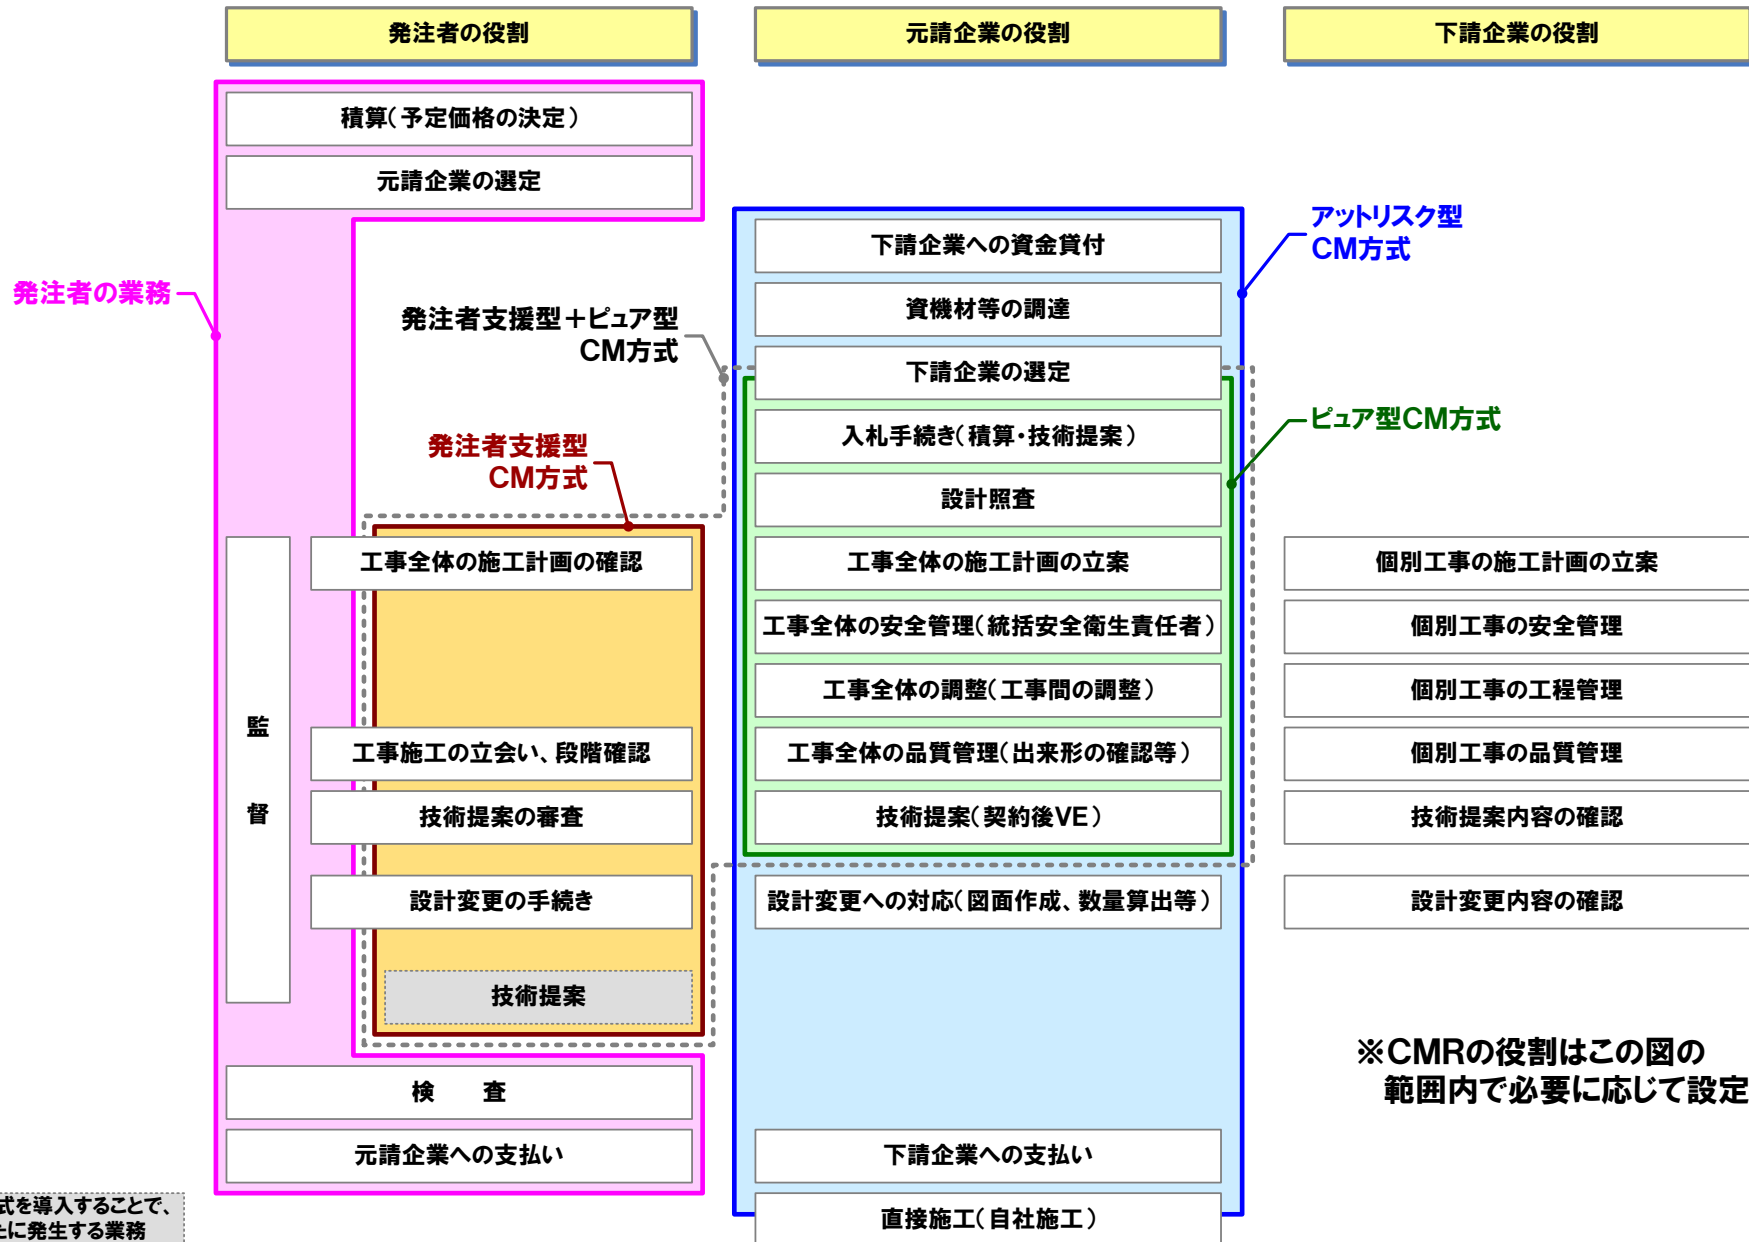 発注者の役割
元請企業の役割
下請企業の役割
積算(予定価格の決定)
元請企業の選定
アットリスク型
CM方式
下請企業への資金貸付
発注者の業務
資機材等の調達
発注者支援型＋ピュア型
CM方式
下請企業の選定
ピュア型CM方式
入札手続き(積算・技術提案)
発注者支援型
CM方式
設計照査
監督
工事全体の施工計画の確認
工事全体の施工計画の立案
個別工事の施工計画の立案
工事全体の安全管理(統括安全衛生責任者)
個別工事の安全管理
工事全体の調整(工事間の調整)
個別工事の工程管理
工事施工の立会い、段階確認
工事全体の品質管理(出来形の確認等)
個別工事の品質管理
技術提案の審査
技術提案(契約後VE)
技術提案内容の確認
設計変更の手続き
設計変更への対応(図面作成、数量算出等)
設計変更内容の確認
技術提案
※CMRの役割はこの図の
範囲内で必要に応じて設定
検　査
元請企業への支払い
下請企業への支払い
直接施工(自社施工)
式を導入することで、
たに発生する業務